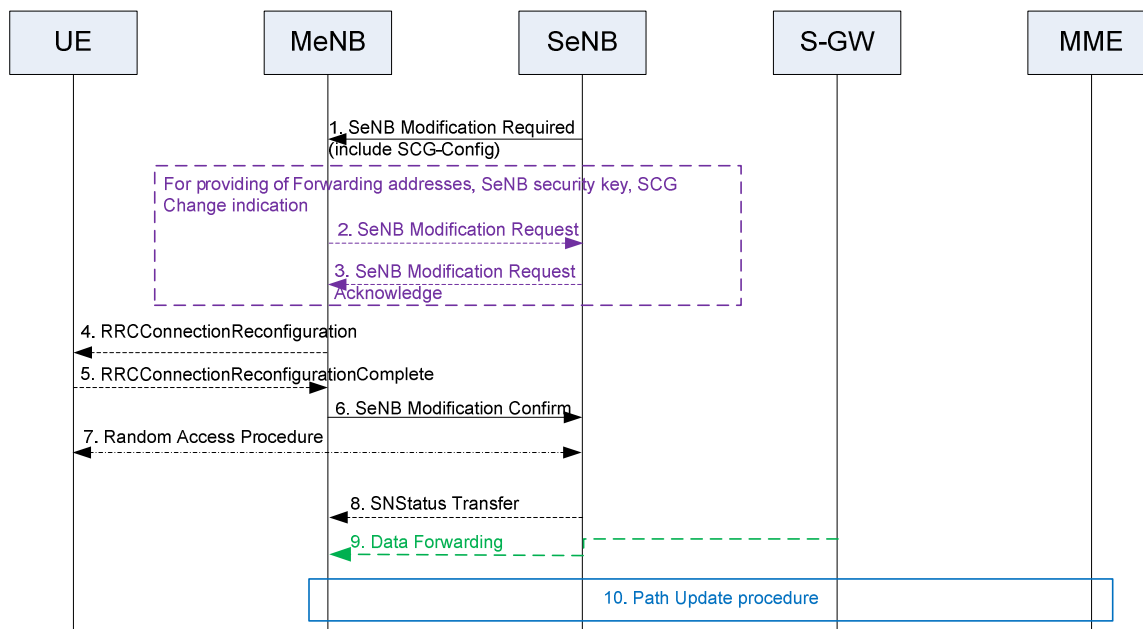 UE
MeNB
SeNB
S-GW
MME
1. SeNB Modification Required
(include SCG-Config)
For providing of Forwarding addresses, SeNB security key, SCG
Change indication
2. SeNB Modification Request
3. SeNB Modification Request
Acknowledge
4. RRCConnectionReconfiguration
5. RRCConnectionReconfigurationComplete
6. SeNB Modification Confirm
7. Random Access Procedure
8. SNStatus Transfer
9. Data Forwarding
10. Path Update procedure